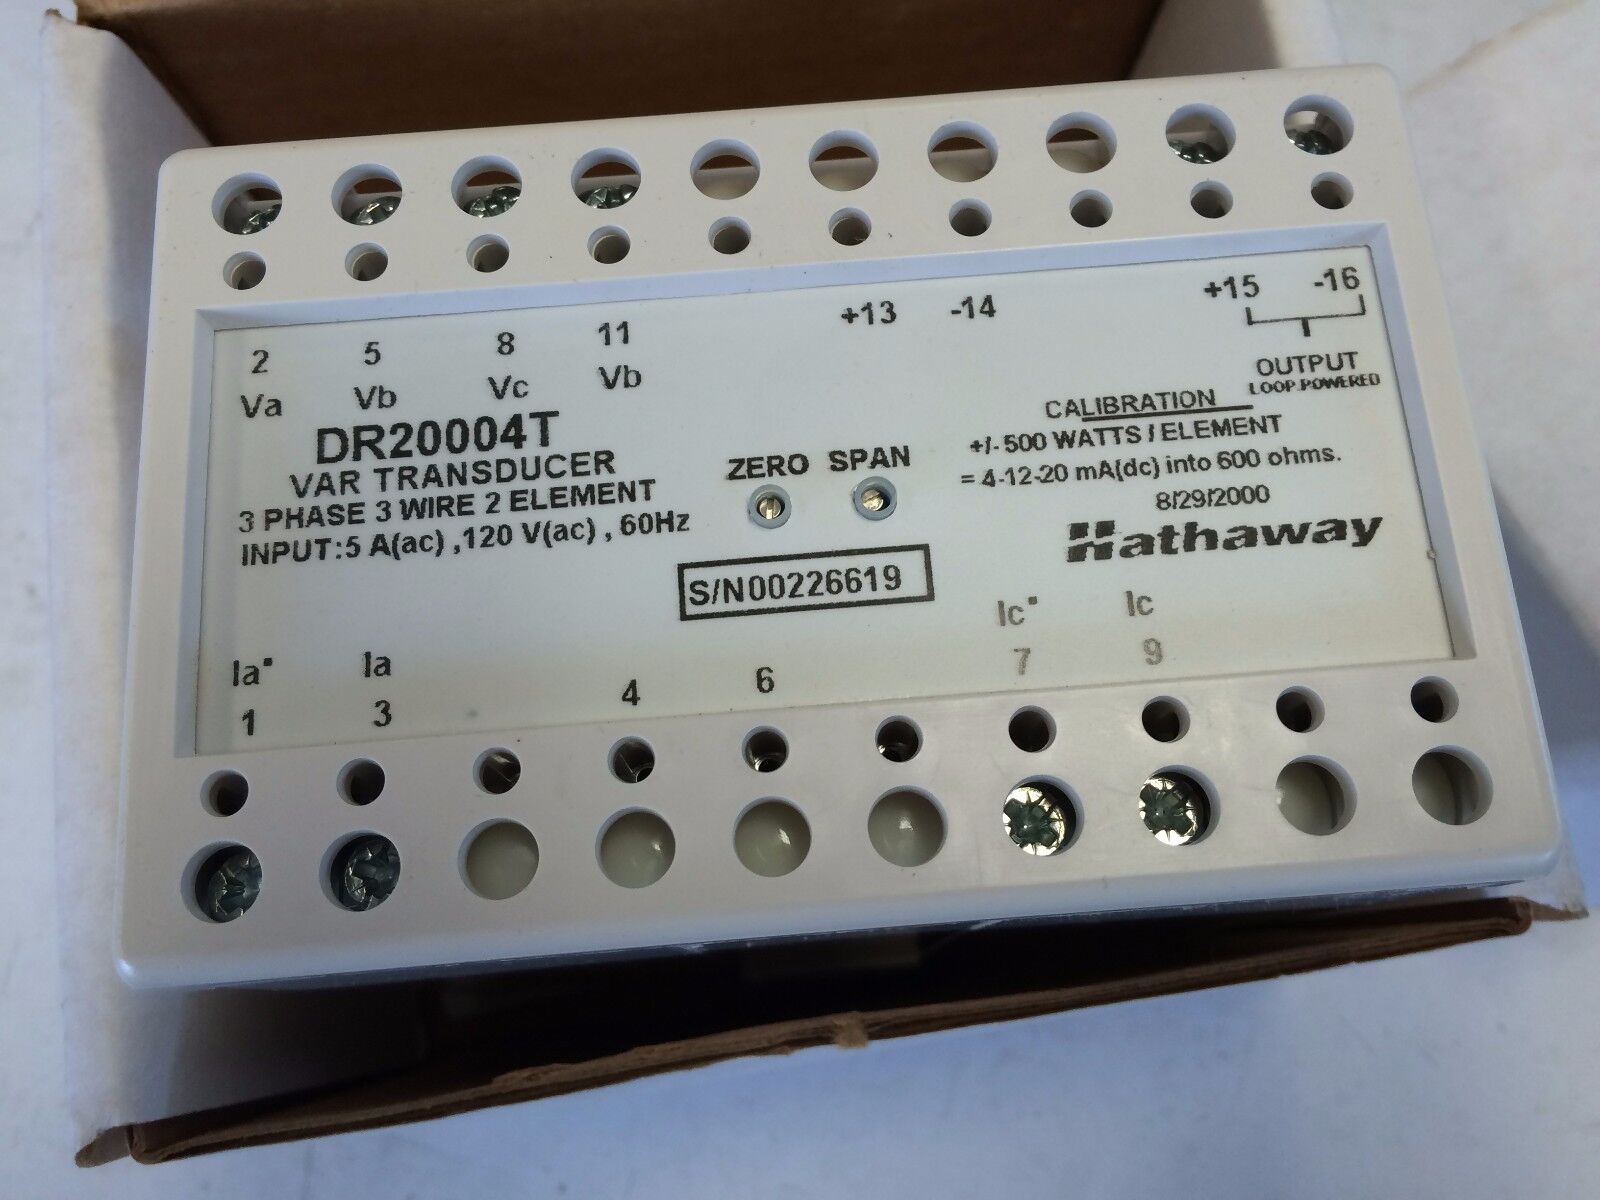 +13 -14 +15 -16
2 5 8 11
Va Vb Vc Vb
OUTPUT
LOOP POWERED
DR20004T
VAR TRANSDUCER
3 PHASE 3 WIRE 2 ELEMENT
INPUT:5 A(ac) ,120 V(ac) , 60Hz
ZERO SPAN
CALIBRATION
+/- 500 WATTS / ELEMENT
= 4-12-20 mA(dc) into 600 ohms.
8/29/2000
Hathaway
S/N00226619
Ia▪ Ia Ic▪ Ic
1 3 4 6 7 9